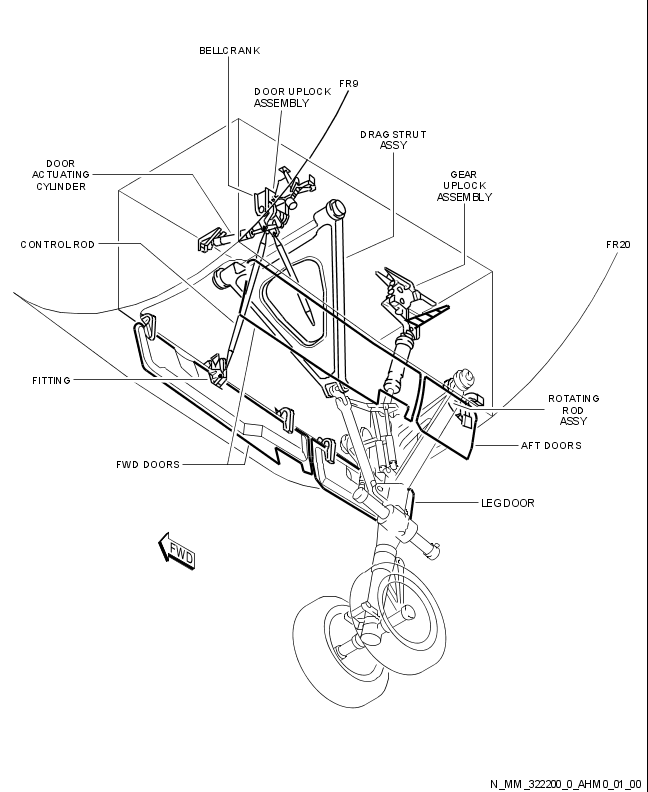 BELLCRANK
DOOR UPLOCK
ASSEMBLY
FR9
DRAG STRUT
ASSY
DOOR
ACTUATING
CYLINDER
GEAR
UPLOCK
ASSEMBLY
CONTROL ROD
FR20
FITTING
ROTATING
ROD
ASSY
AFT DOORS
FWD DOORS
LEG DOOR
FWD
N_MM_322200_0_AHM0_01_00